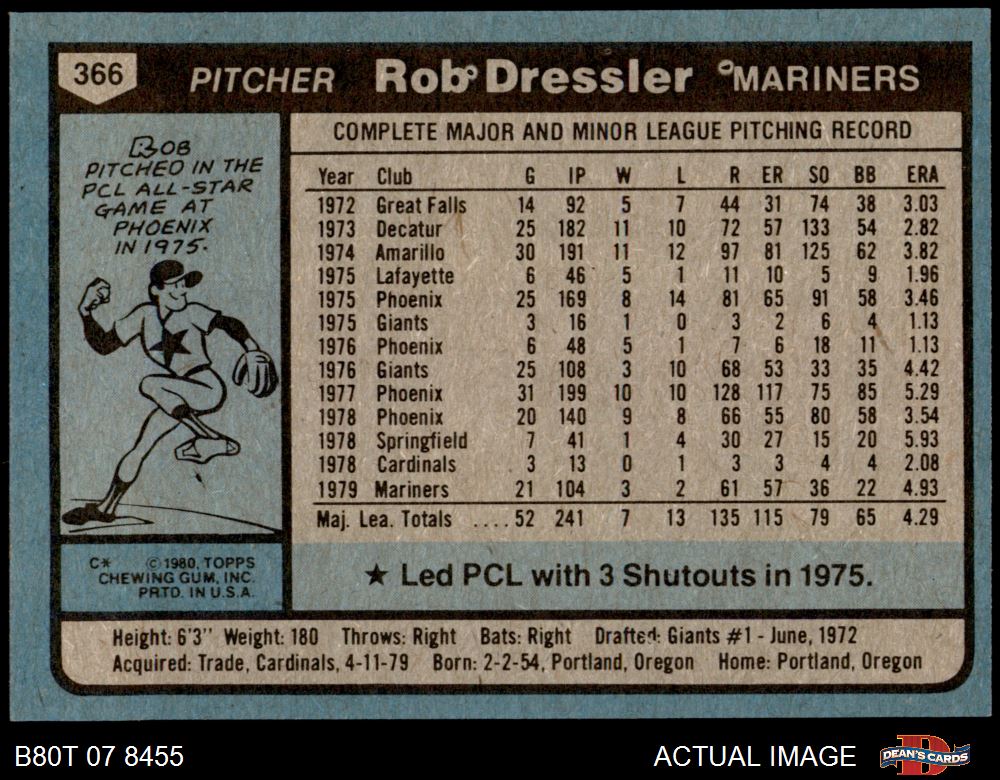 366 PITCHER Rob Dressler MARINERS
BOB
PITCHED IN THE
PCL ALL-STAR
GAME AT
PHOENIX
IN 1975.
COMPLETE MAJOR AND MINOR LEAGUE PITCHING RECORD
Year Club G IP W L R ER SO BB ERA
1972 Great Falls 14 92 5 7 44 31 74 38 3.03
1973 Decatur 25 182 11 10 72 57 133 54 2.82
1974 Amarillo 30 191 11 12 97 81 125 62 3.82
1975 Lafayette 6 46 5 1 11 10 5 9 1.96
1975 Phoenix 25 169 8 14 81 65 91 58 3.46
1975 Giants 3 16 1 0 3 2 6 4 1.13
1976 Phoenix 6 48 5 1 7 6 18 11 1.13
1976 Giants 25 108 3 10 68 53 33 35 4.42
1977 Phoenix 31 199 10 10 128 117 75 85 5.29
1978 Phoenix 20 140 9 8 66 55 80 58 3.54
1978 Springfield 7 41 1 4 30 27 15 20 5.93
1978 Cardinals 3 13 0 1 3 3 4 4 2.08
1979 Mariners 21 104 3 2 61 57 36 22 4.93
Maj. Lea. Totals .... 52 241 7 13 135 115 79 65 4.29
C* © 1980, TOPPS
CHEWING GUM, INC.
PRTD. IN U.S.A.
★ Led PCL with 3 Shutouts in 1975.
Height: 6'3" Weight: 180 Throws: Right Bats: Right Drafted: Giants #1 - June, 1972
Acquired: Trade, Cardinals, 4-11-79 Born: 2-2-54, Portland, Oregon Home: Portland, Oregon
B80T 07 8455 ACTUAL IMAGE DEAN'S CARDS